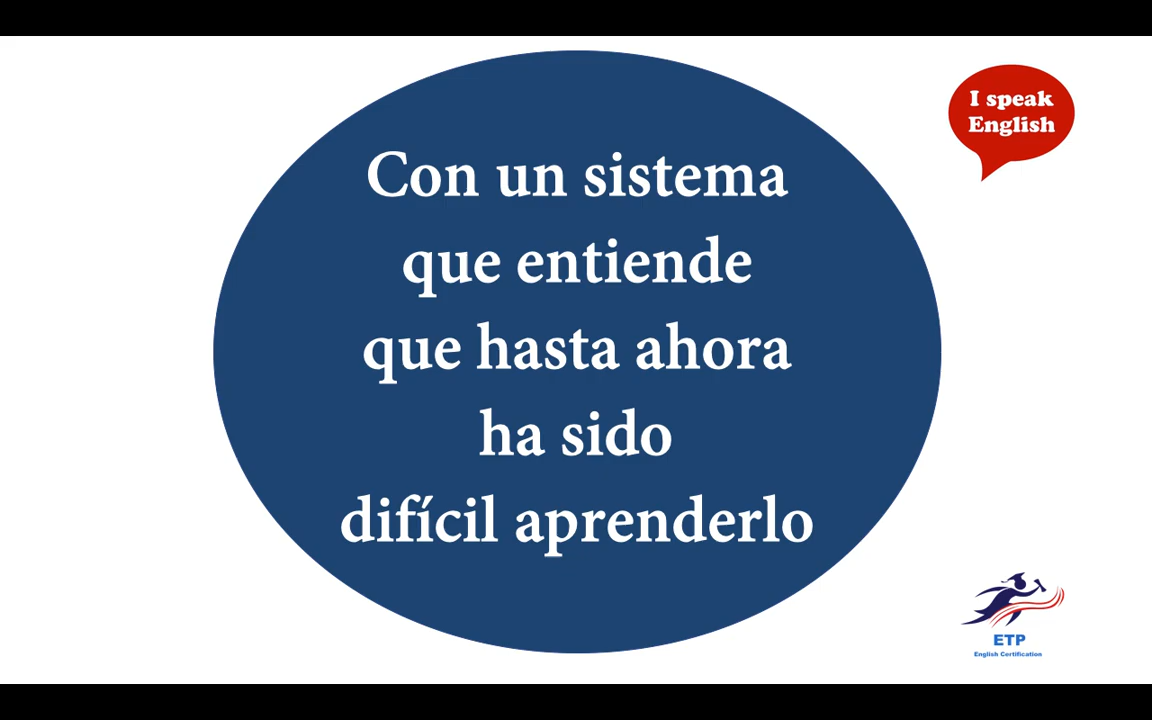 I speak
English
Con un sistema
que entiende
que hasta ahora
ha sido
difícil aprenderlo
ETP
English Certification